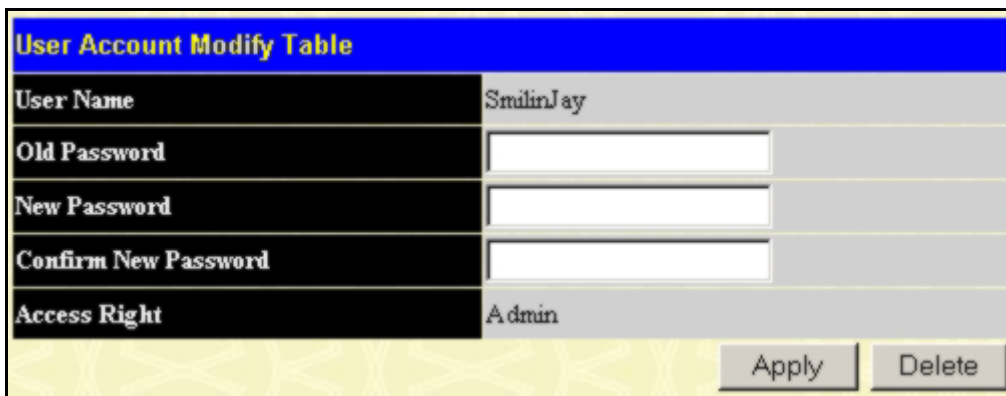 User Account Modify Table
User Name SmilinJay
Old Password
New Password
Confirm New Password
Access Right Admin
Apply Delete